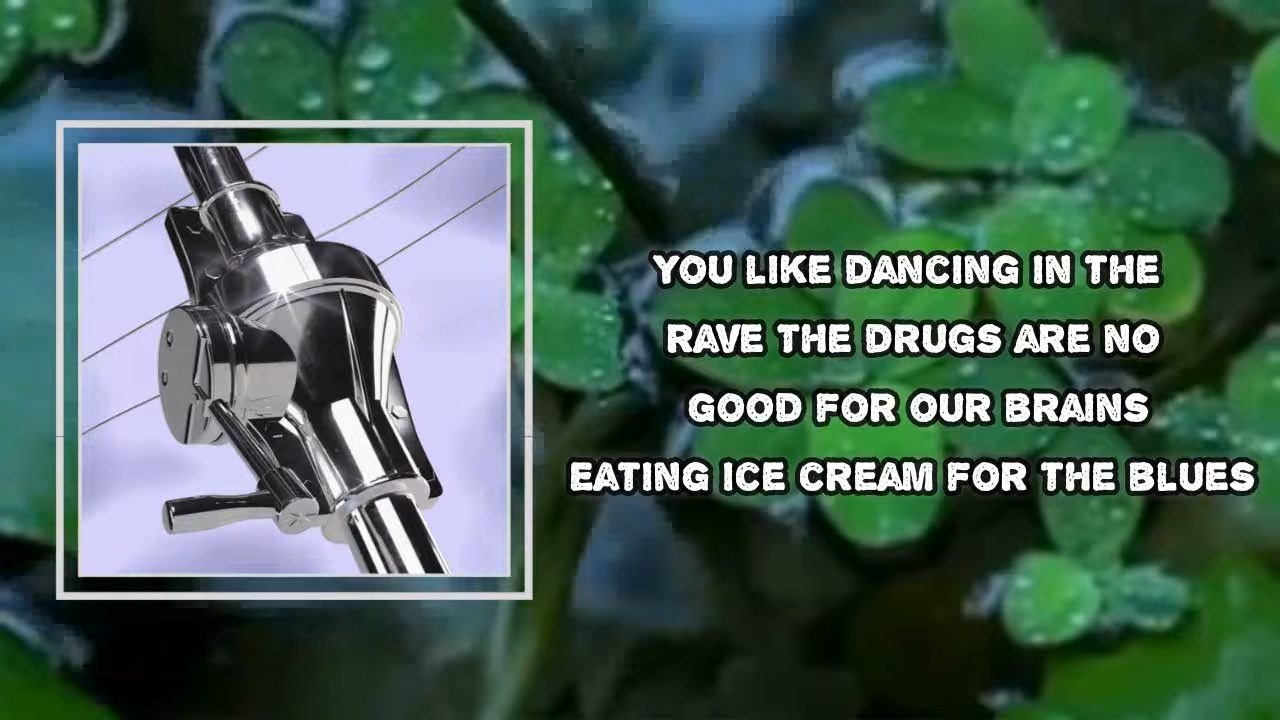 YOU LIKE DANCING IN THE
RAVE THE DRUGS ARE NO
GOOD FOR OUR BRAINS
EATING ICE CREAM FOR THE BLUES